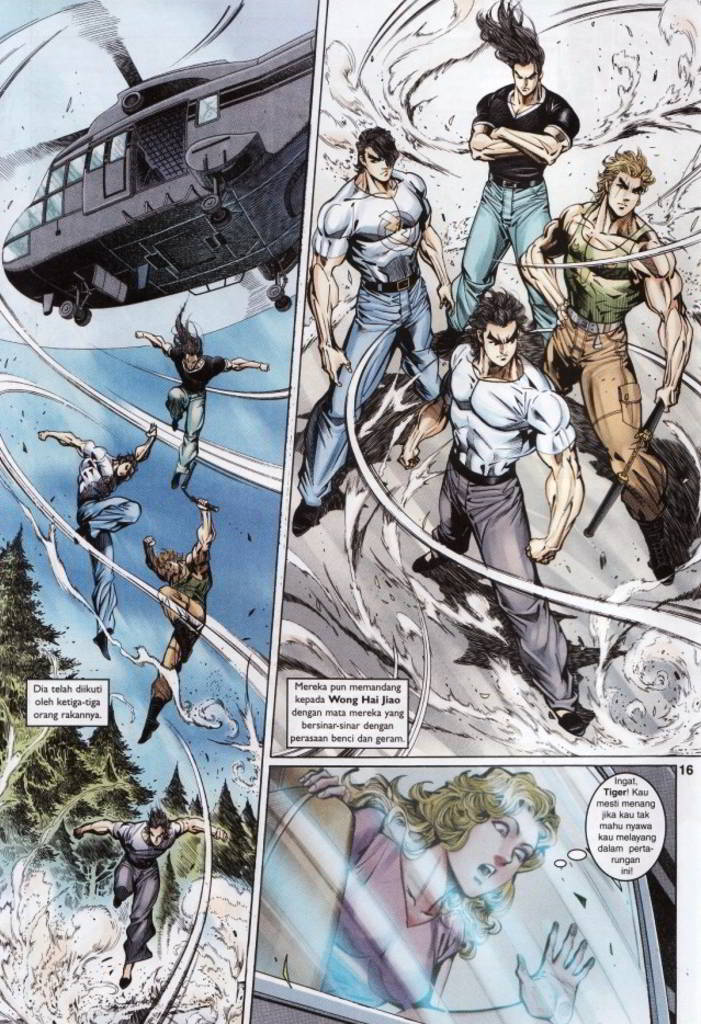 Dia telah diikuti
oleh ketiga-tiga
orang rakannya.
Mereka pun memandang
kepada Wong Hai Jiao
dengan mata mereka yang
bersinar-sinar dengan
perasaan benci dan geram.
16
Ingat,
Tiger! Kau
mesti menang
jika kau tak
mahu nyawa
kau melayang
dalam perta-
rungan
ini!